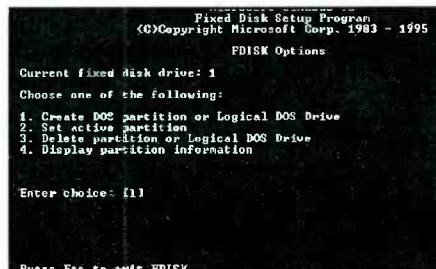 Fixed Disk Setup Program
(C)Copyright Microsoft Corp. 1983 - 1995
FDISK Options
Current fixed disk drive: 1
Choose one of the following:
1. Create DOS partition or Logical DOS Drive
2. Set active partition
3. Delete partition or Logical DOS Drive
4. Display partition information
Enter choice: [1]
Press Esc to exit FDISK